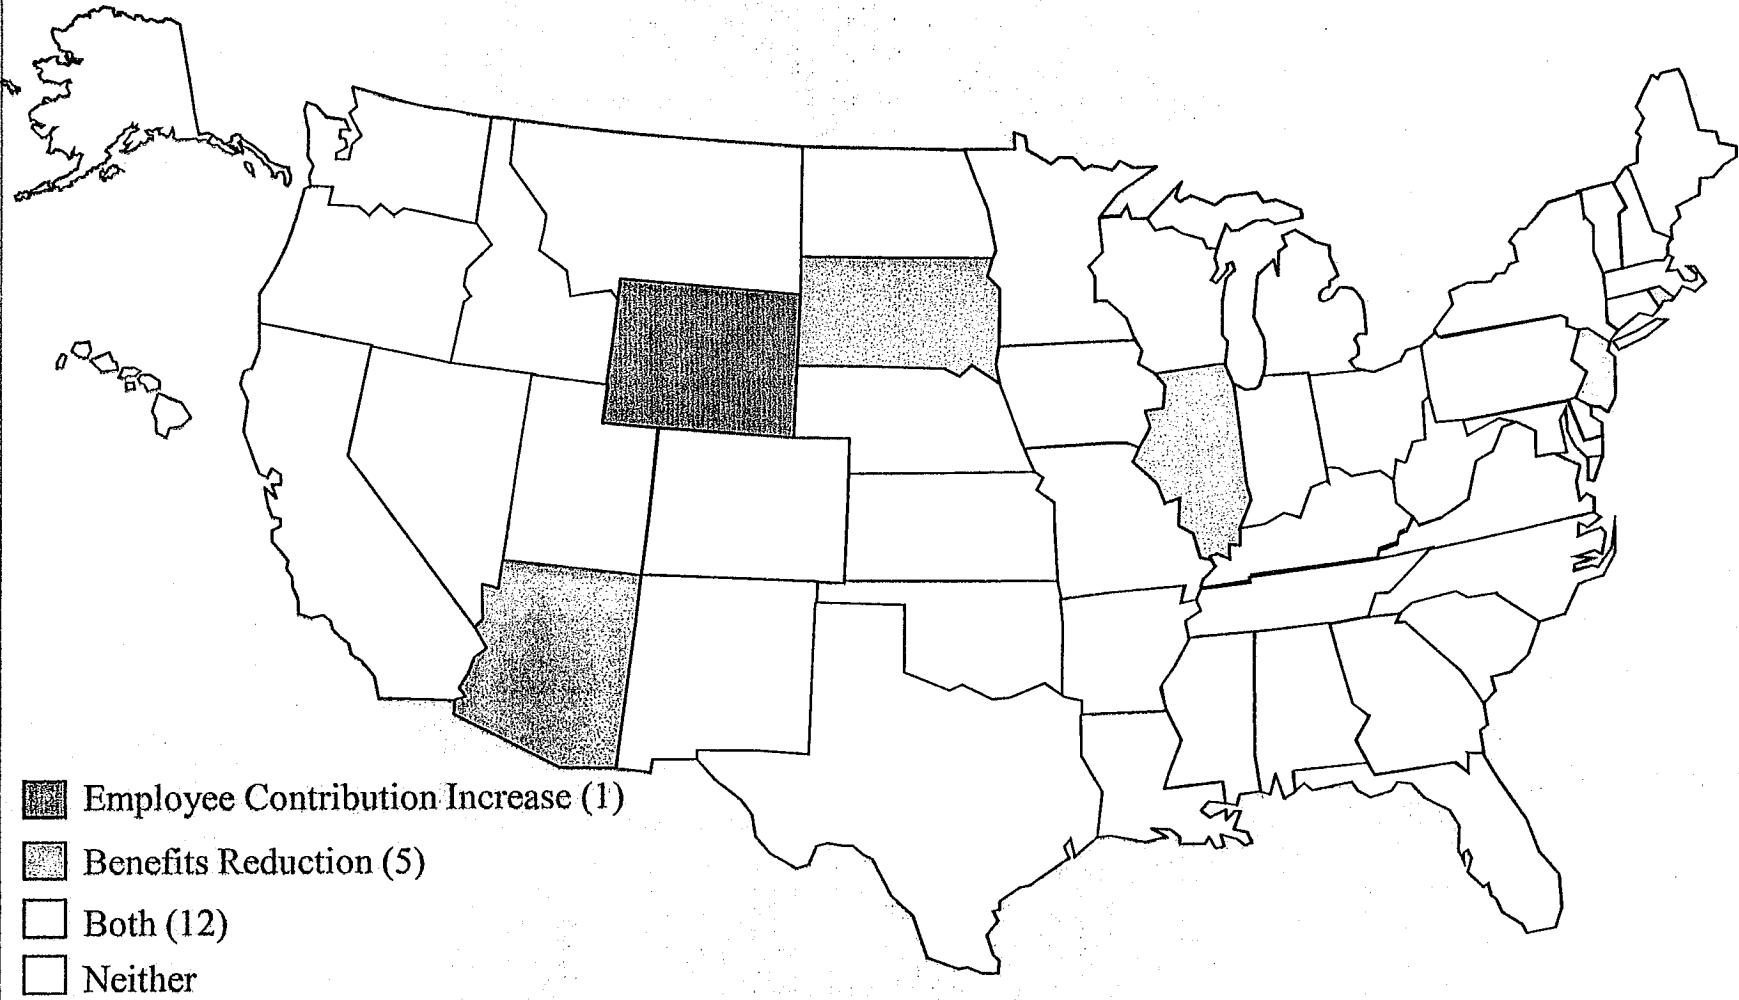 Employee Contribution Increase (1)
Benefits Reduction (5)
Both (12)
Neither